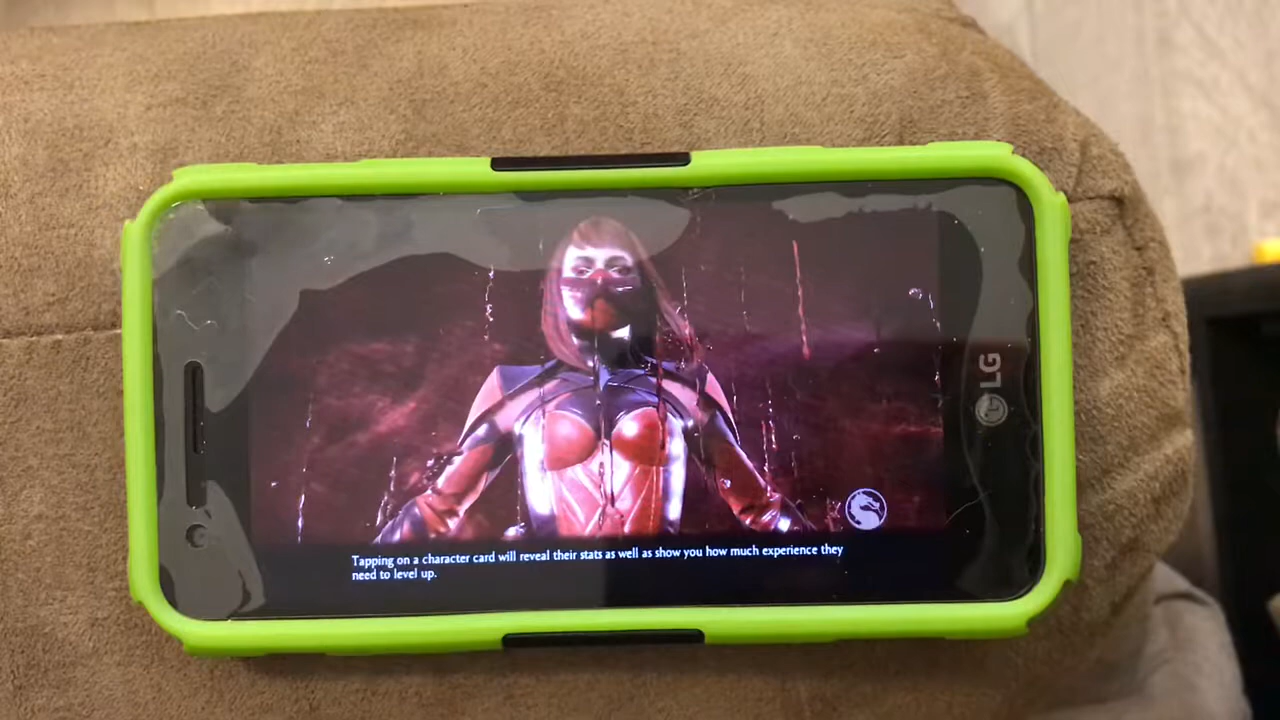 LG
Tapping on a character card will reveal their stats as well as show you how much experience they
need to level up.